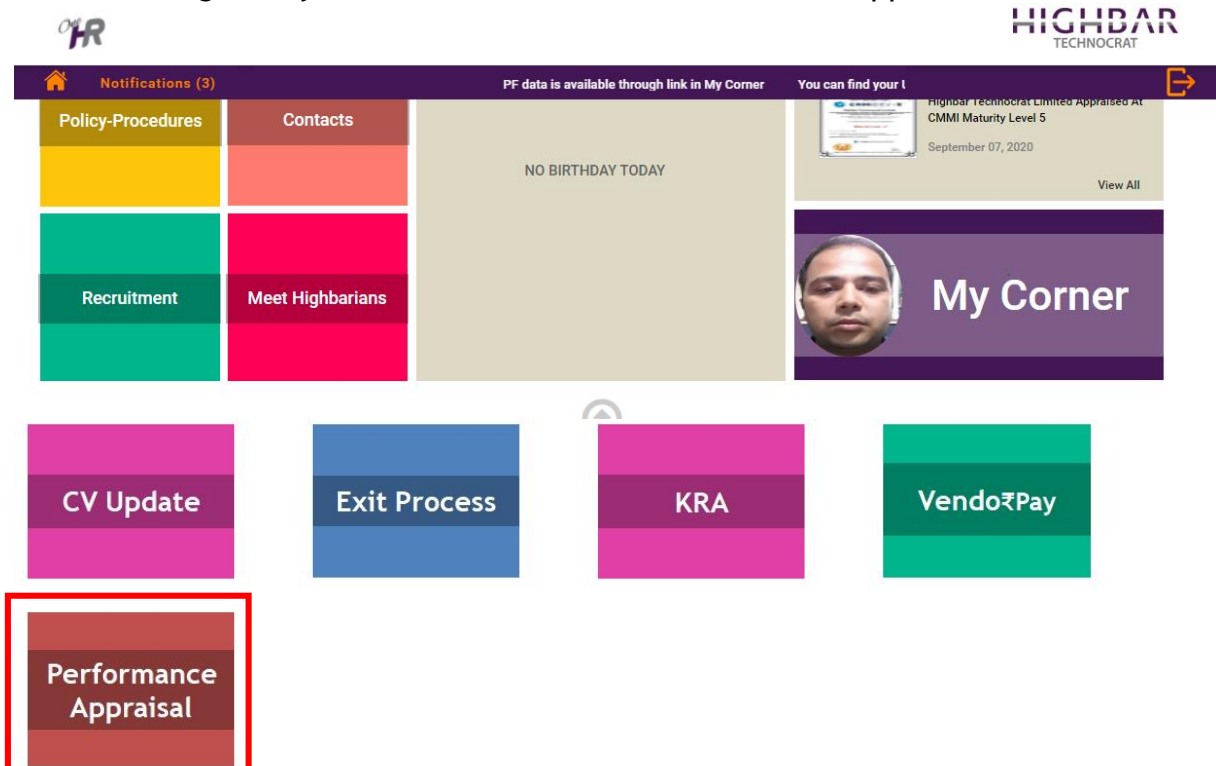 One HR
HIGHBAR
TECHNOCRAT
Notifications (3)
PF data is available through link in My Corner
You can find your
Policy-Procedures
Contacts
NO BIRTHDAY TODAY
Highbar Technocrat Limited Appraised At
CMMI Maturity Level 5
September 07, 2020
View All
Recruitment
Meet Highbarians
My Corner
CV Update
Exit Process
KRA
Vendo₹Pay
Performance
Appraisal